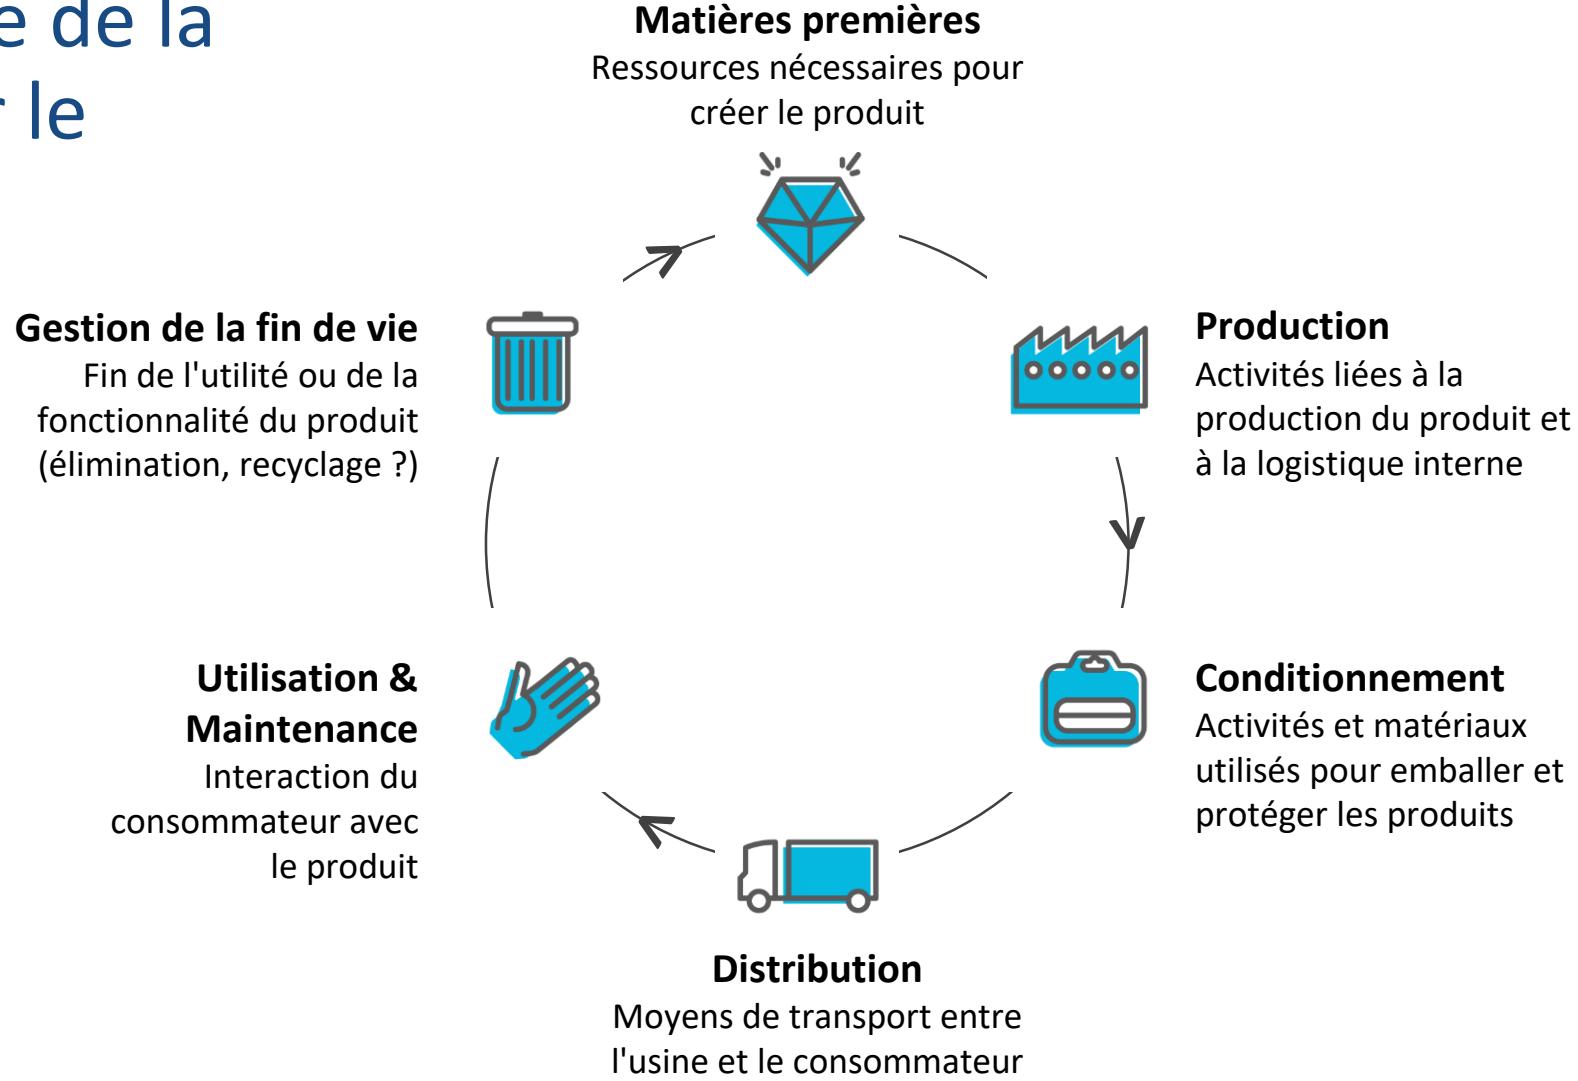 e de la
r le
Matières premières
Ressources nécessaires pour
créer le produit
Production
Activités liées à la
production du produit et
à la logistique interne
Conditionnement
Activités et matériaux
utilisés pour emballer et
protéger les produits
Distribution
Moyens de transport entre
l'usine et le consommateur
Utilisation &
Maintenance
Interaction du
consommateur avec
le produit
Gestion de la fin de vie
Fin de l'utilité ou de la
fonctionnalité du produit
(élimination, recyclage ?)